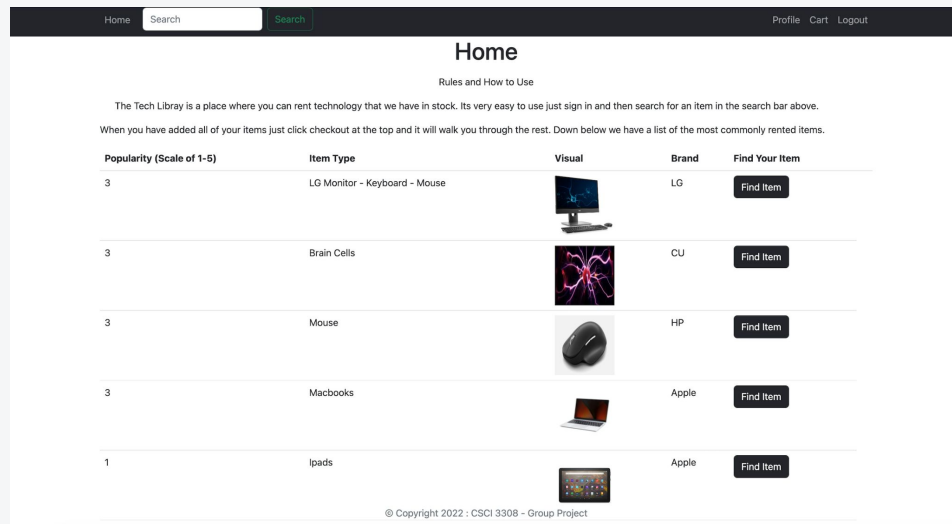 Home Search Search Profile Cart Logout
Home
Rules and How to Use
The Tech Libray is a place where you can rent technology that we have in stock. Its very easy to use just sign in and then search for an item in the search bar above.
When you have added all of your items just click checkout at the top and it will walk you through the rest. Down below we have a list of the most commonly rented items.
Popularity (Scale of 1-5) Item Type Visual Brand Find Your Item
3 LG Monitor - Keyboard - Mouse LG Find Item
3 Brain Cells CU Find Item
3 Mouse HP Find Item
3 Macbooks Apple Find Item
1 Ipads Apple Find Item
© Copyright 2022 : CSCI 3308 - Group Project